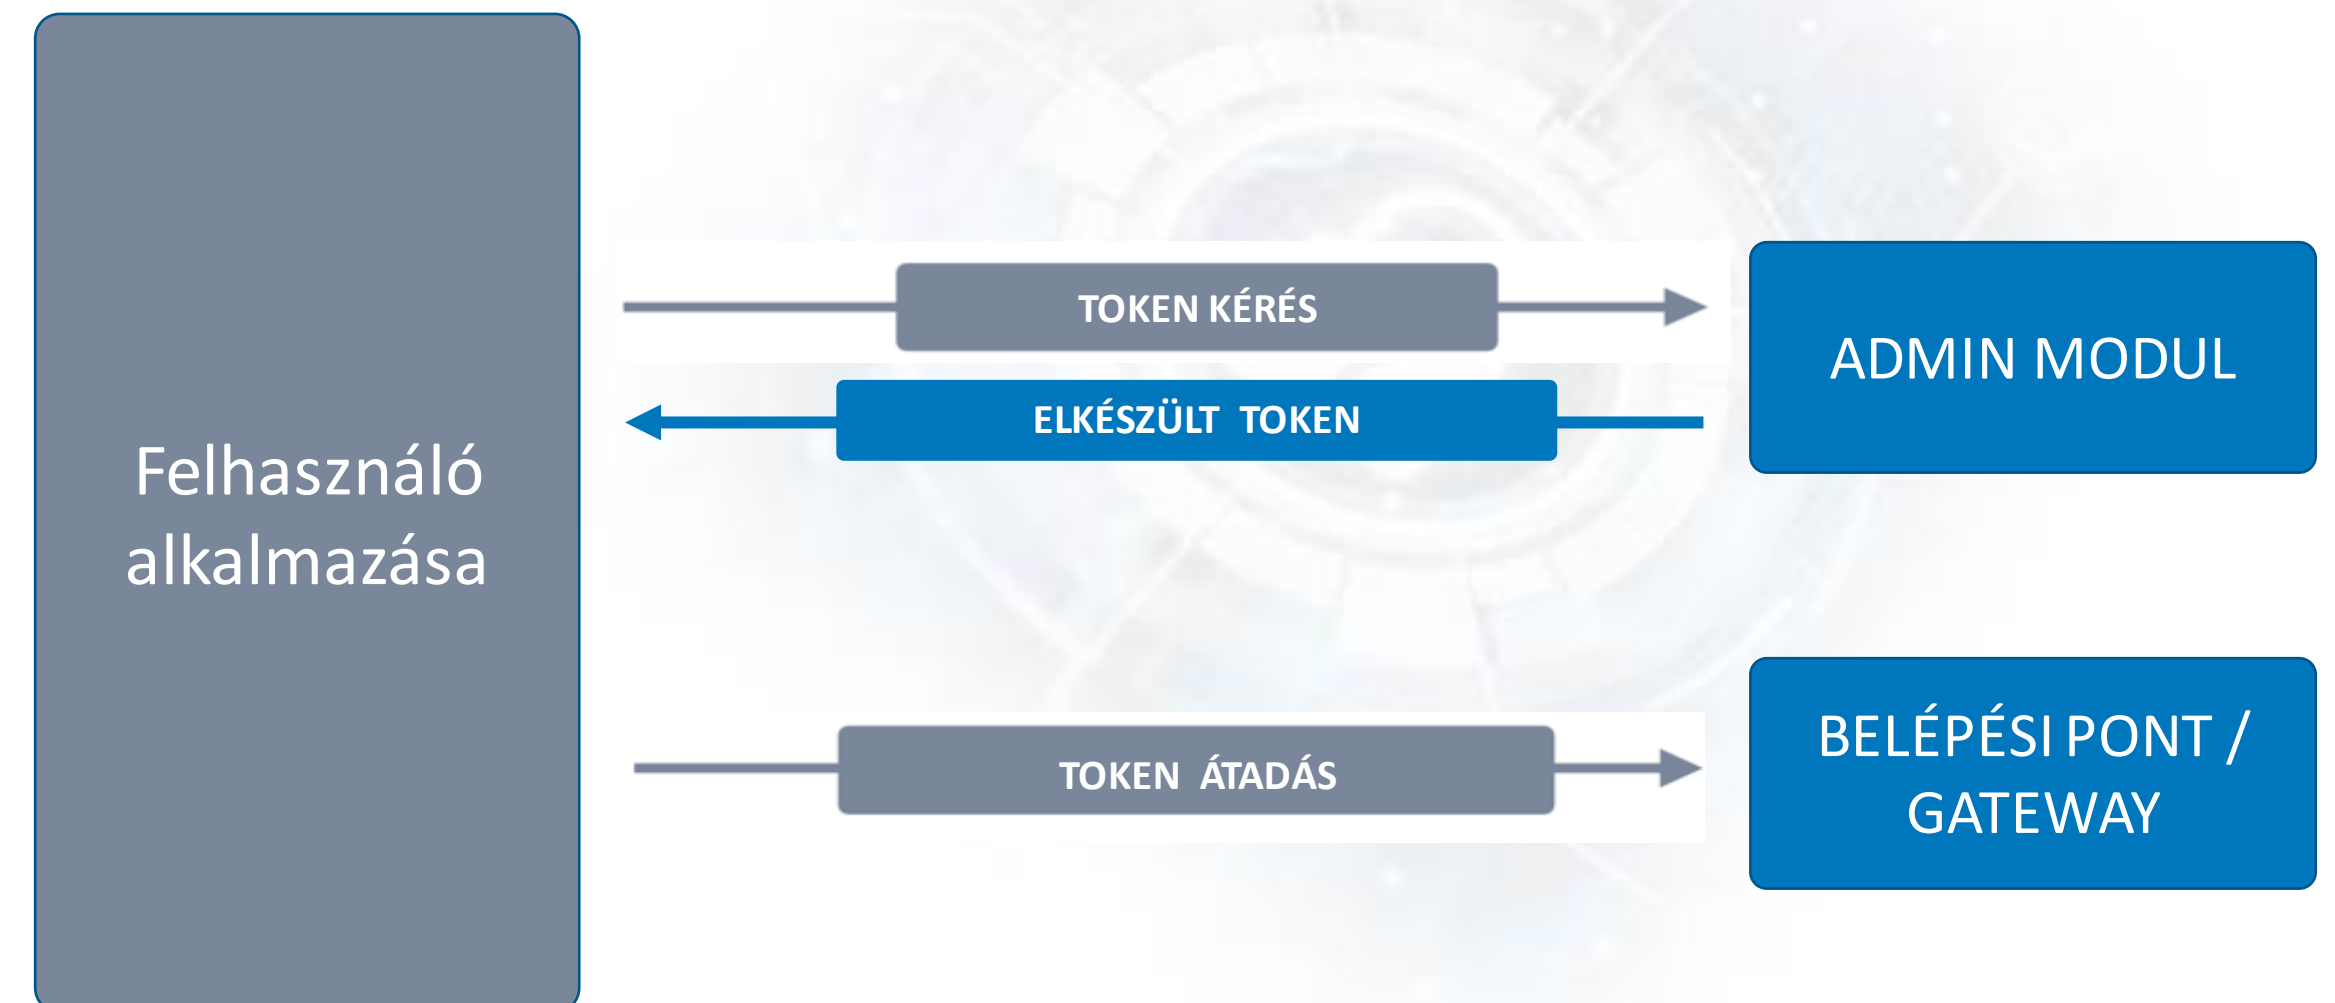 Felhasználó
alkalmazása
TOKEN KÉRÉS
ELKÉSZÜLT TOKEN
ADMIN MODUL
TOKEN ÁTADÁS
BELÉPÉSI PONT /
GATEWAY